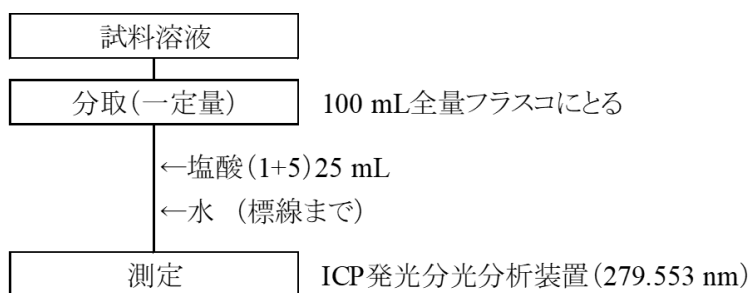 試料溶液
分取(一定量) 100 mL全量フラスコにとる
←塩酸(1+5)25 mL
←水 (標線まで)
測定 ICP発光分光分析装置(279.553 nm)